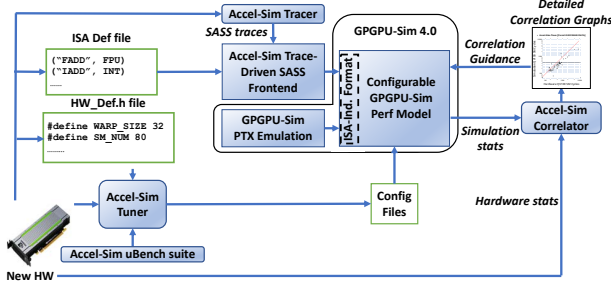 Detailed
Correlation Graphs
ISA Def file
(“FADD”, FPU)
(“IADD”, INT)
Accel-Sim Tracer
SASS traces
GPGPU-Sim 4.0
Accel-Sim Trace-
Driven SASS
Frontend
ISA-Ind. Format
Configurable
GPGPU-Sim
Perf Model
Correlation
Guidance
HW_Def.h file
#define WARP_SIZE 32
#define SM_NUM 80
GPGPU-Sim
PTX Emulation
Simulation
stats
Accel-Sim
Correlator
Accel-Sim
Tuner
Config
Files
Hardware stats
Accel-Sim uBench suite
New HW